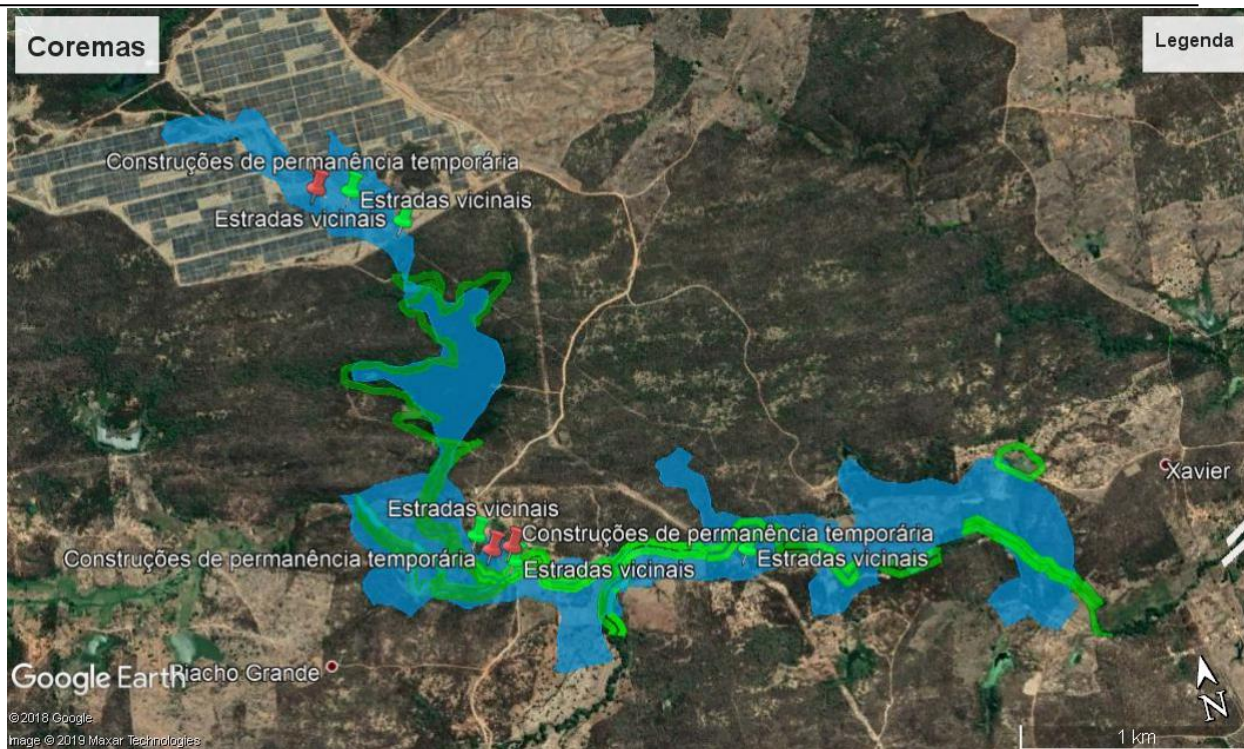 Coremas
Legenda
Construções de permanência temporária
Estradas vicinais
Estradas vicinais
Xavier
Estradas vicinais
Construções de permanência temporária
Construções de permanência temporária
Estradas vicinais
Estradas vicinais
Google Earth
Riacho Grande
N
©2018 Google
Image © 2019 Maxar Technologies
1 km